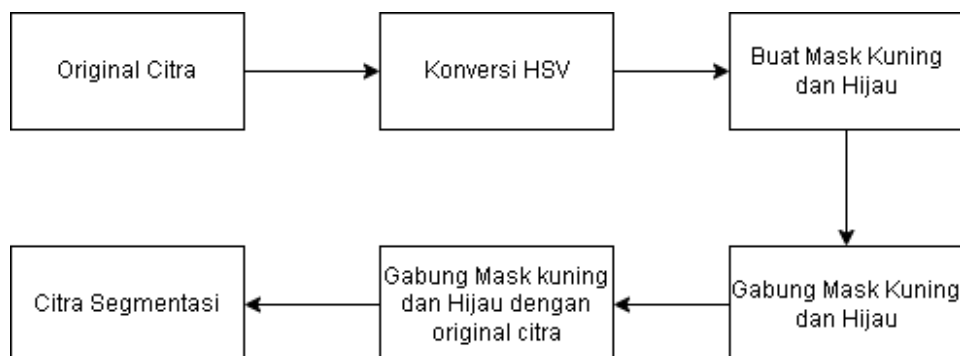 Original Citra
Konversi HSV
Buat Mask Kuning
dan Hijau
Gabung Mask Kuning
dan Hijau
Gabung Mask kuning
dan Hijau dengan
original citra
Citra Segmentasi